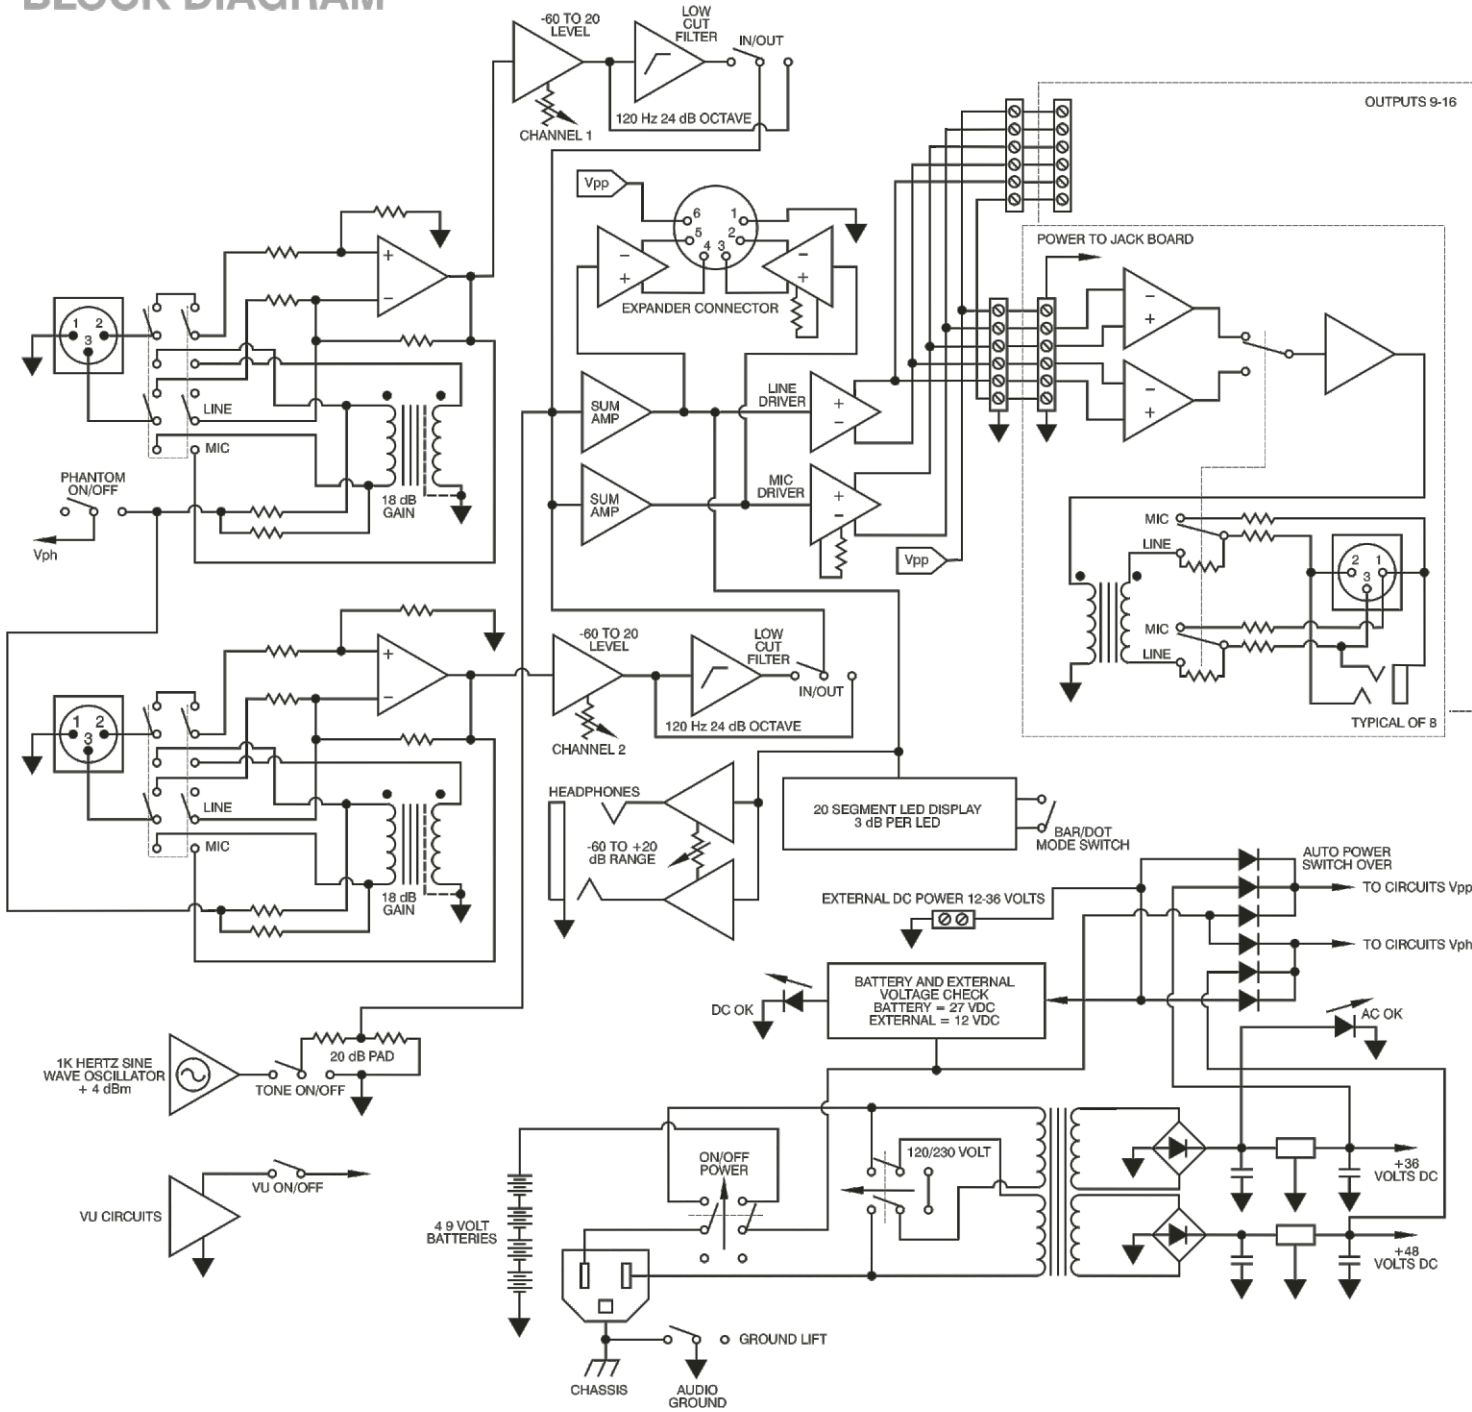 BLOCK DIAGRAM
-60 TO 20
LEVEL
LOW
CUT
FILTER
IN/OUT
120 Hz 24 dB OCTAVE
CHANNEL 1
OUTPUTS 9-16
Vpp
6
5
4
3
2
1
EXPANDER CONNECTOR
POWER TO JACK BOARD
+
−
1
2
3
LINE
MIC
18 dB
GAIN
PHANTOM
ON/OFF
Vph
−
+
−
+
SUM
AMP
SUM
AMP
LINE
DRIVER
+
−
MIC
DRIVER
+
−
Vpp
−
+
−
+
MIC
LINE
MIC
LINE
2
1
3
TYPICAL OF 8
+
−
1
2
3
LINE
MIC
18 dB
GAIN
-60 TO 20
LEVEL
LOW
CUT
FILTER
IN/OUT
120 Hz 24 dB OCTAVE
CHANNEL 2
HEADPHONES
-60 TO +20
dB RANGE
20 SEGMENT LED DISPLAY
3 dB PER LED
BAR/DOT
MODE SWITCH
AUTO POWER
SWITCH OVER
TO CIRCUITS Vpp
TO CIRCUITS Vph
EXTERNAL DC POWER 12-36 VOLTS
DC OK
BATTERY AND EXTERNAL
VOLTAGE CHECK
BATTERY = 27 VDC
EXTERNAL = 12 VDC
AC OK
1K HERTZ SINE
WAVE OSCILLATOR
+ 4 dBm
20 dB PAD
TONE ON/OFF
VU CIRCUITS
VU ON/OFF
4 9 VOLT
BATTERIES
ON/OFF
POWER
120/230 VOLT
+36
VOLTS DC
+48
VOLTS DC
GROUND LIFT
CHASSIS
AUDIO
GROUND